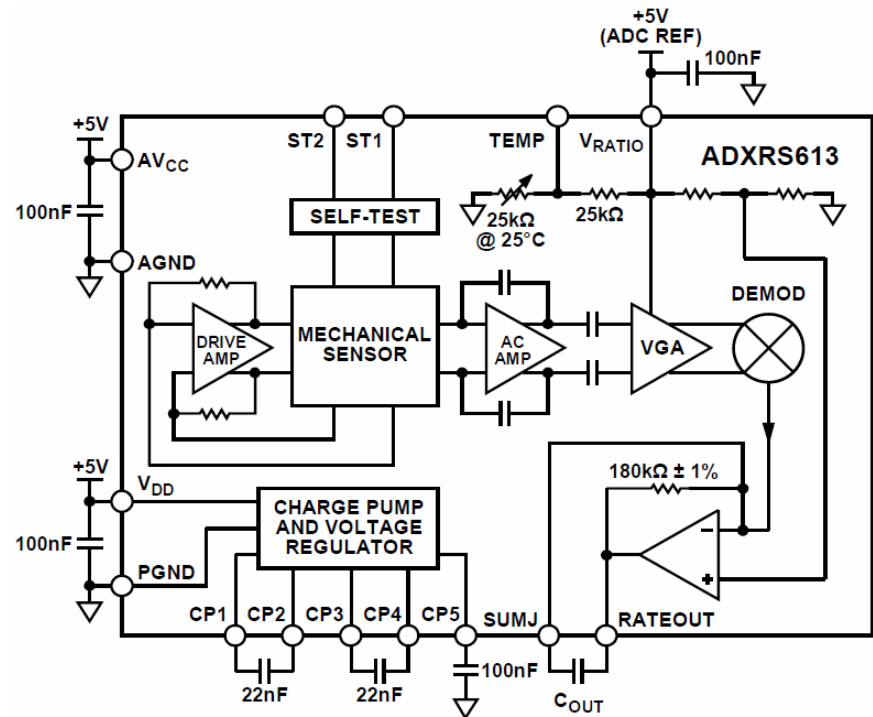 +5V
(ADC REF)
100nF
+5V
ST2
ST1
TEMP
VRATIO
ADXRS613
AVCC
100nF
SELF-TEST
25kΩ
@ 25°C
25kΩ
AGND
DEMOD
DRIVE
AMP
MECHANICAL
SENSOR
AC
AMP
VGA
+5V
VDD
180kΩ ± 1%
CHARGE PUMP
AND VOLTAGE
REGULATOR
100nF
–
+
PGND
CP1
CP2
CP3
CP4
CP5
SUMJ
RATEOUT
22nF
22nF
100nF
COUT